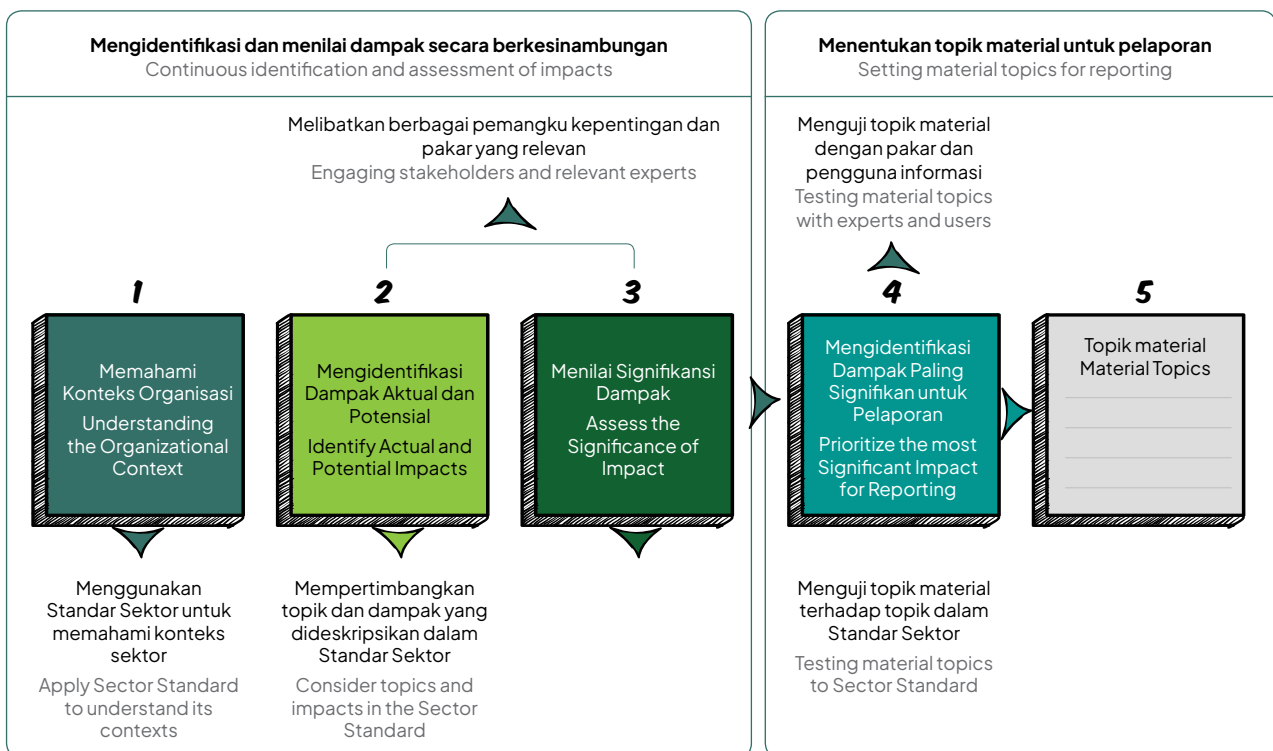 Mengidentifikasi dan menilai dampak secara berkesinambungan
Continuous identification and assessment of impacts
Melibatkan berbagai pemangku kepentingan dan
pakar yang relevan
Engaging stakeholders and relevant experts
1
Memahami
Konteks Organisasi
Understanding
the Organizational
Context
Menggunakan
Standar Sektor untuk
memahami konteks
sektor
Apply Sector Standard
to understand its
contexts
2
Mengidentifikasi
Dampak Aktual dan
Potensial
Identify Actual and
Potential Impacts
Mempertimbangkan
topik dan dampak yang
dideskripsikan dalam
Standar Sektor
Consider topics and
impacts in the Sector
Standard
3
Menilai Signifikansi
Dampak
Assess the
Significance of
Impact
Menentukan topik material untuk pelaporan
Setting material topics for reporting
Menguji topik material
dengan pakar dan
pengguna informasi
Testing material topics
with experts and users
4
Mengidentifikasi
Dampak Paling
Signifikan untuk
Pelaporan
Prioritize the most
Significant Impact
for Reporting
Menguji topik material
terhadap topik dalam
Standar Sektor
Testing material topics
to Sector Standard
5
Topik material
Material Topics